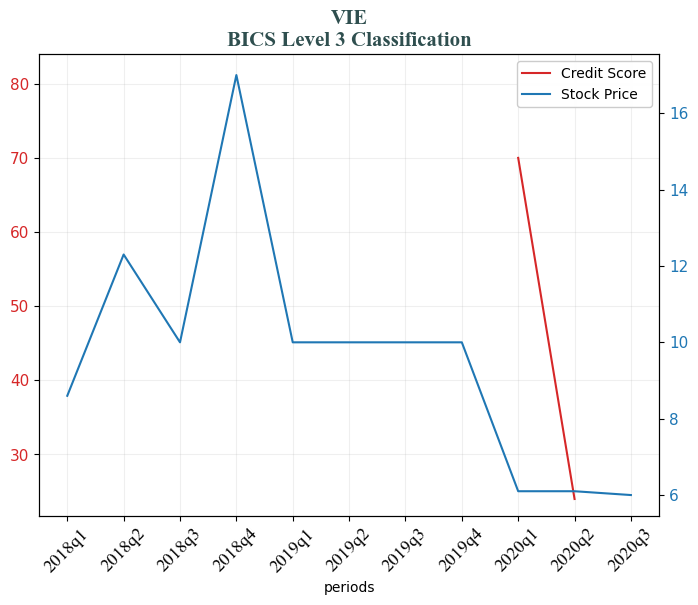 VIE
BICS Level 3 Classification
Credit Score
Stock Price
80
70
60
50
40
30
16
14
12
10
8
6
2018q1
2018q2
2018q3
2018q4
2019q1
2019q2
2019q3
2019q4
2020q1
2020q2
2020q3
periods